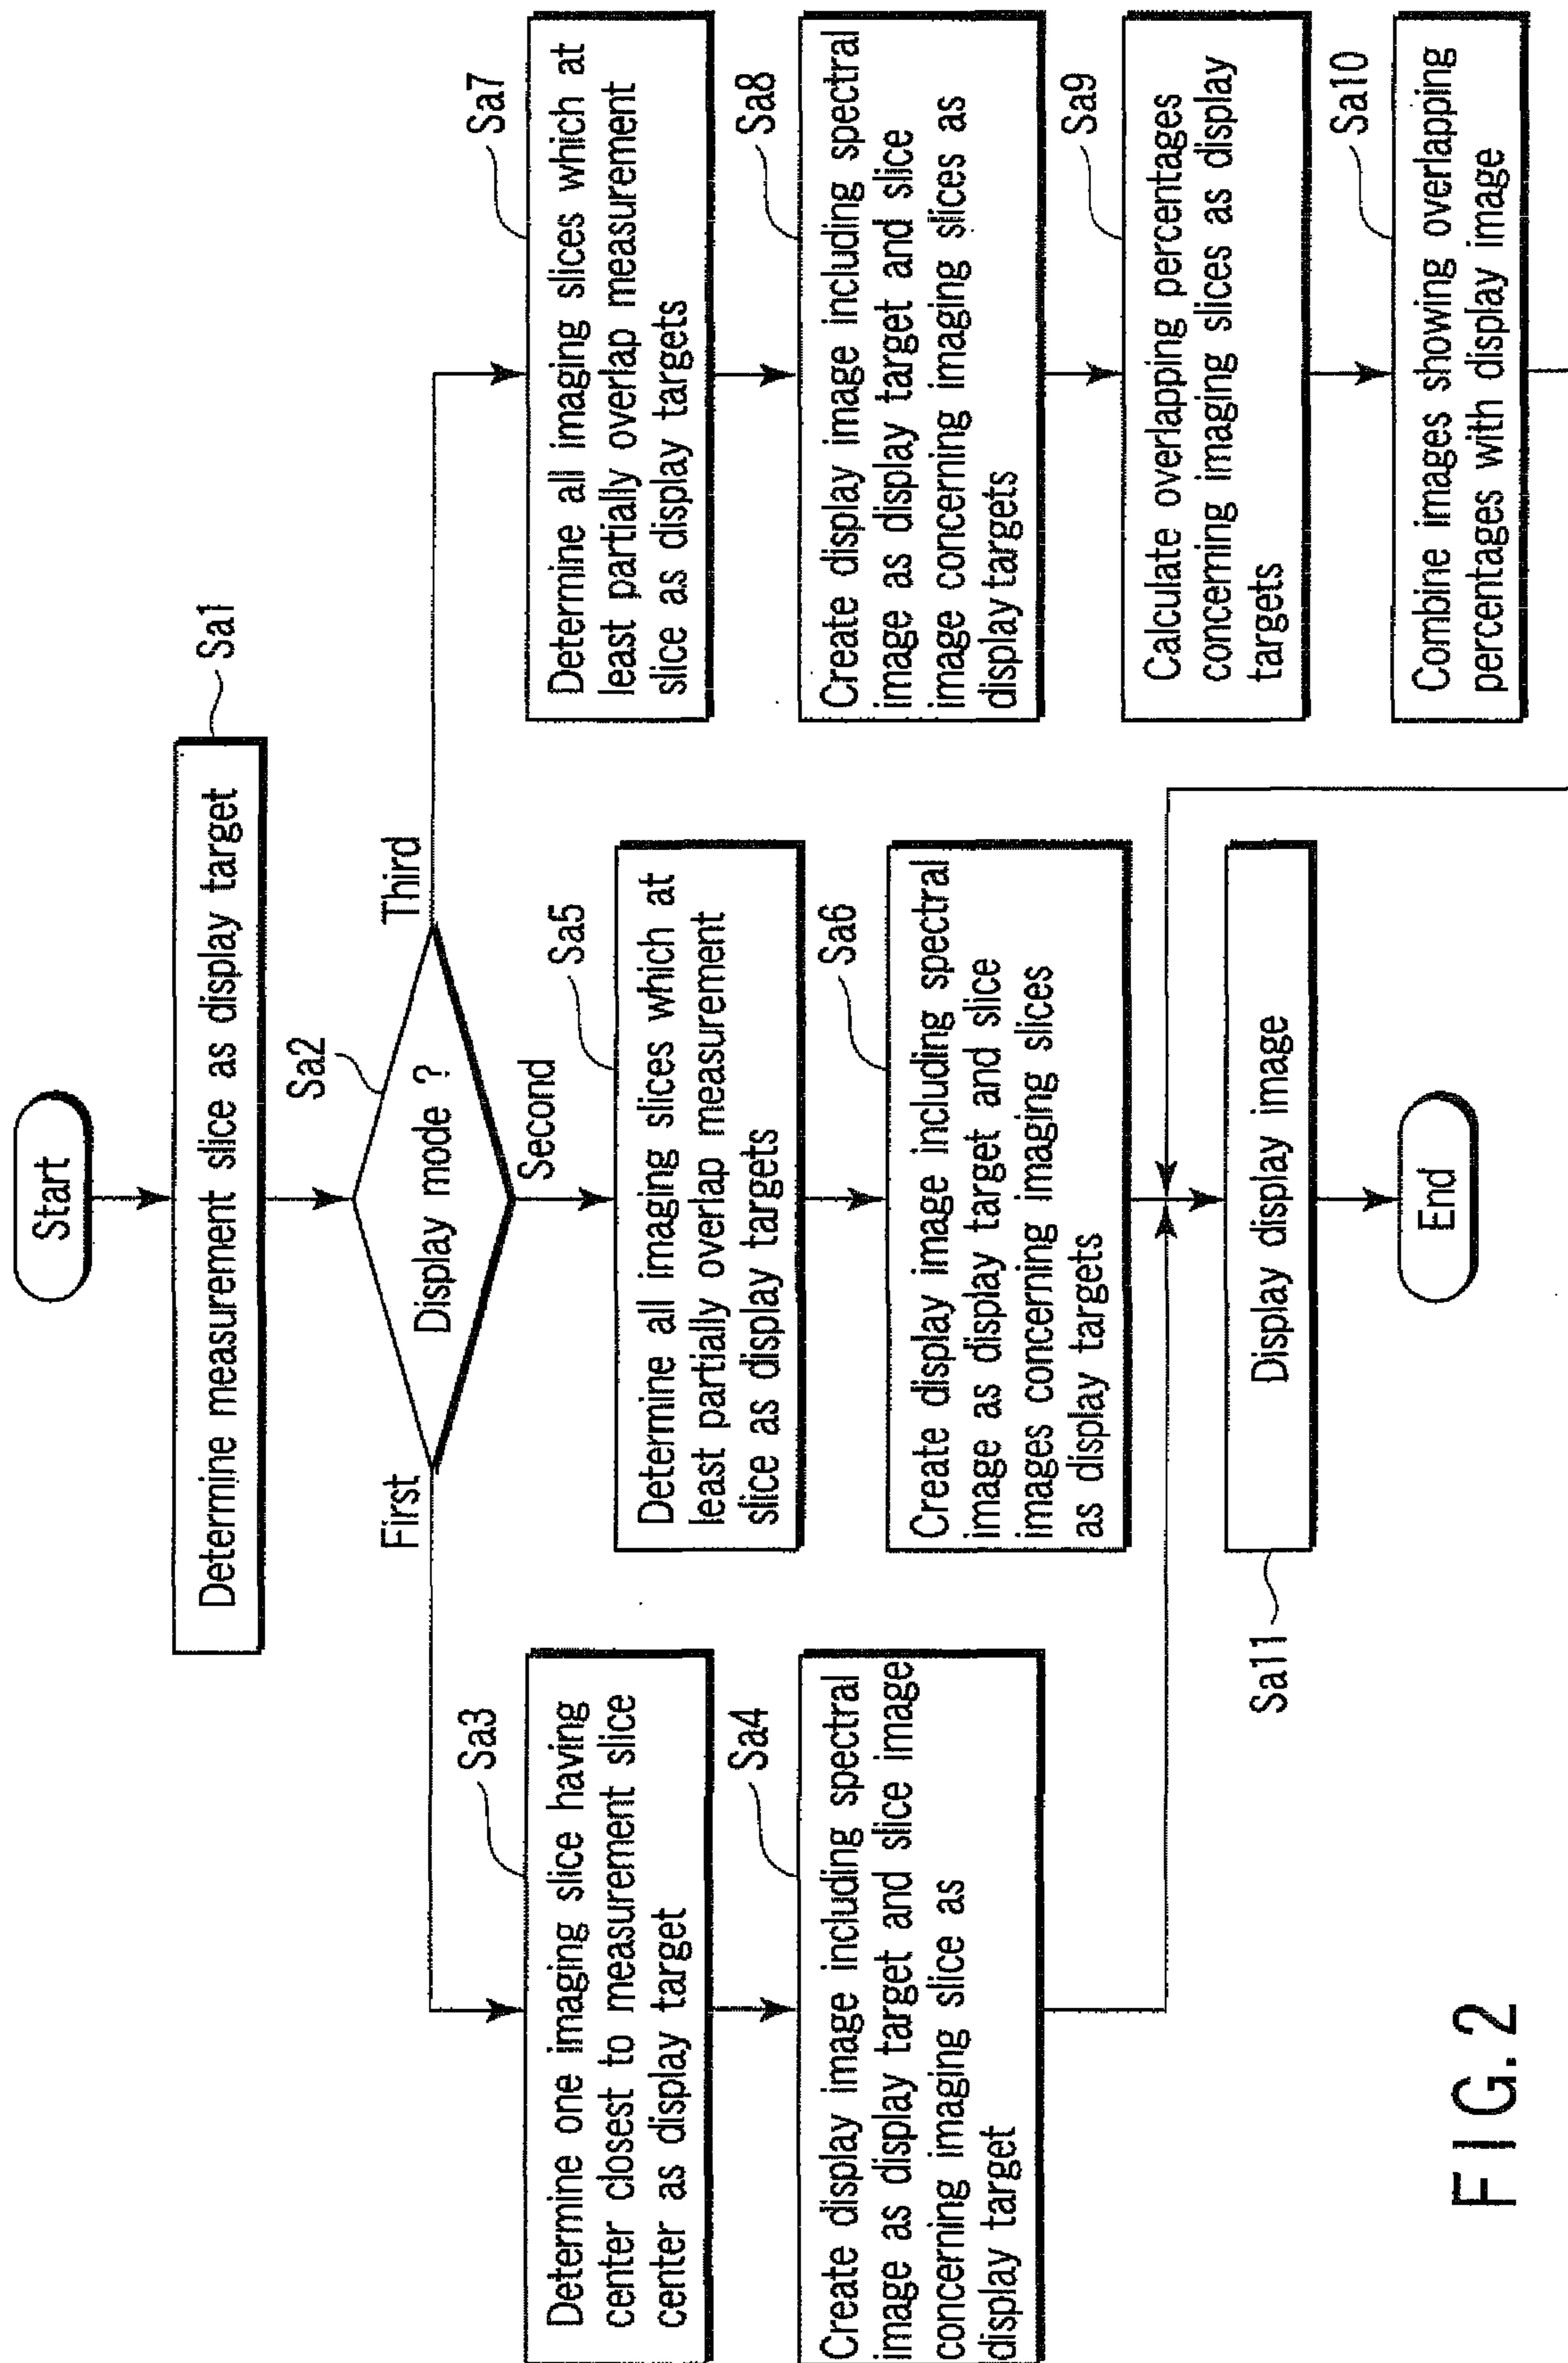 Start
Determine measurement slice as display target
Sa1
Sa2
Display mode ?
First
Second
Third
Sa3
Determine one imaging slice having
center closest to measurement slice
center as display target
Sa4
Create display image including spectral
image as display target and slice image
concerning imaging slice as
display target
Sa5
Determine all imaging slices which at
least partially overlap measurement
slice as display targets
Sa6
Create display image including spectral
image as display target and slice
images concerning imaging slices
as display targets
Sa7
Determine all imaging slices which at
least partially overlap measurement
slice as display targets
Sa8
Create display image including spectral
image as display target and slice
image concerning imaging slices as
display targets
Sa9
Calculate overlapping percentages
concerning imaging slices as display
targets
Sa10
Combine images showing overlapping
percentages with display image
Sa11
Display display image
End
FIG. 2